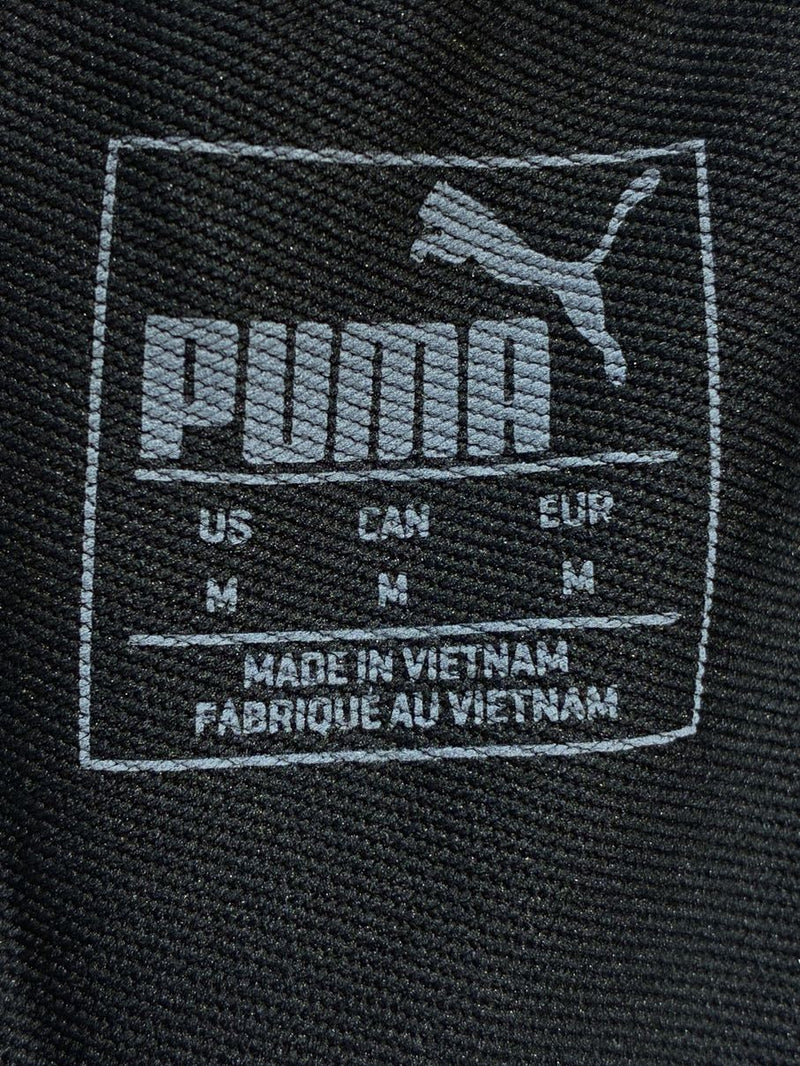 PUMA
US CAN EUR
M M M
MADE IN VIETNAM
FABRIQUÉ AU VIETNAM